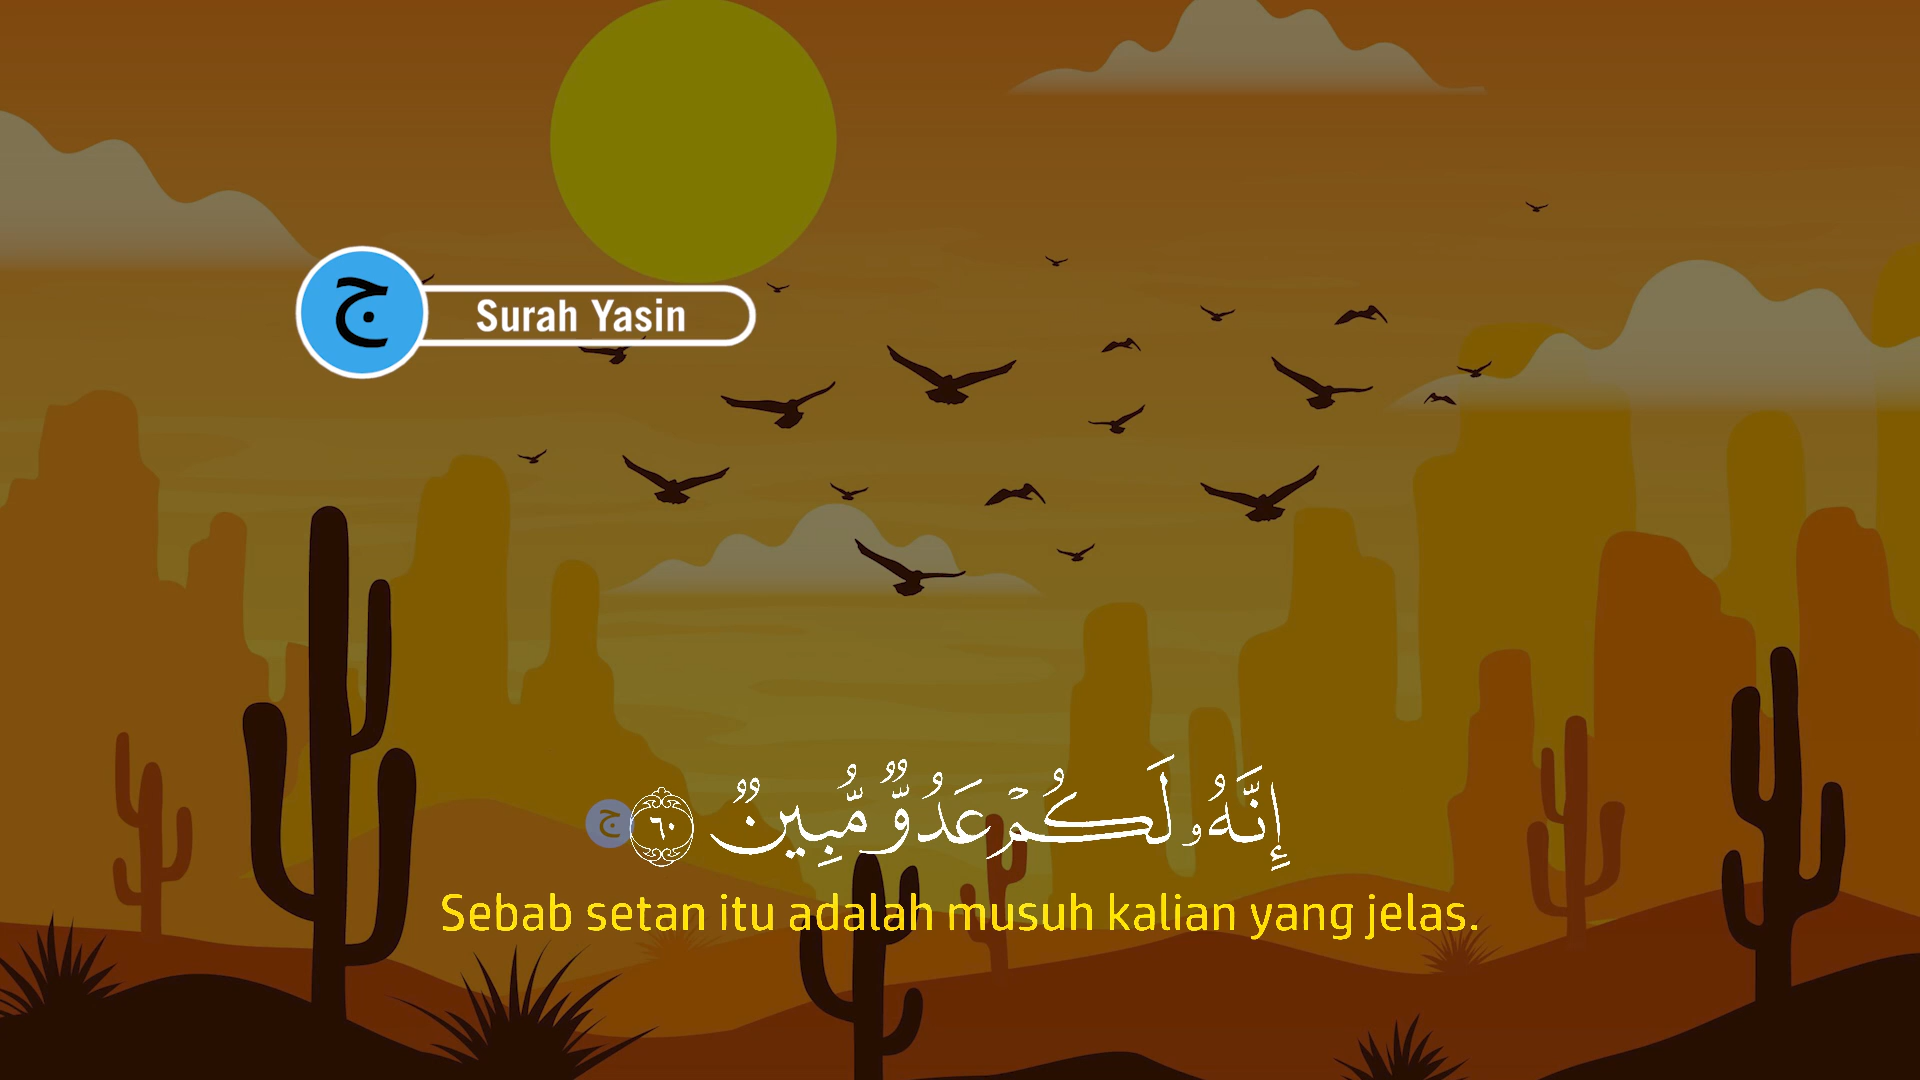 ج
Surah Yasin
إِنَّهُۥ لَكُمْ عَدُوٌّ مُّبِينٌ ٦٠ ج
Sebab setan itu adalah musuh kalian yang jelas.